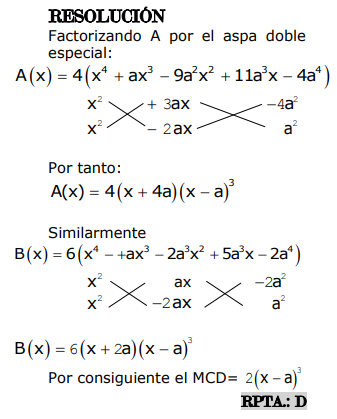 RESOLUCIÓN
Factorizando A por el aspa doble
especial:
A(x) = 4(x⁴ + ax³ − 9a²x² + 11a³x − 4a⁴)
x² + 3ax −4a²
x² − 2ax a²
Por tanto:
A(x) = 4(x + 4a)(x − a)³
Similarmente
B(x) = 6(x⁴ − +ax³ − 2a³x² + 5a³x − 2a⁴)
x² ax −2a²
x² −2ax a²
B(x) = 6(x + 2a)(x − a)³
Por consiguiente el MCD= 2(x − a)³
RPTA.: D